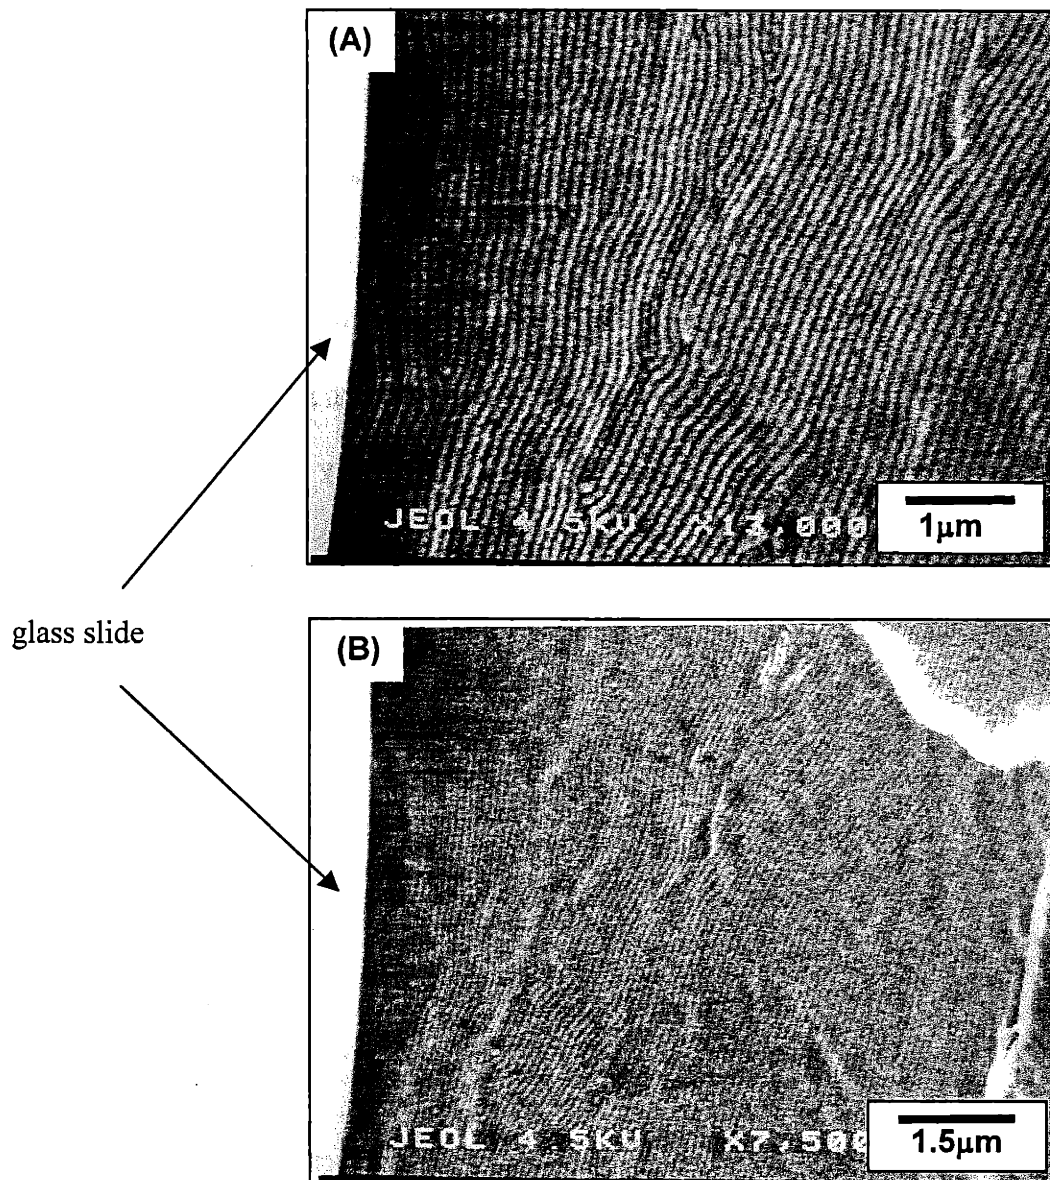 (A)
JEOL 4.5KV X13,000
1μm
glass slide
(B)
JEOL 4.5KV X7,500
1.5μm